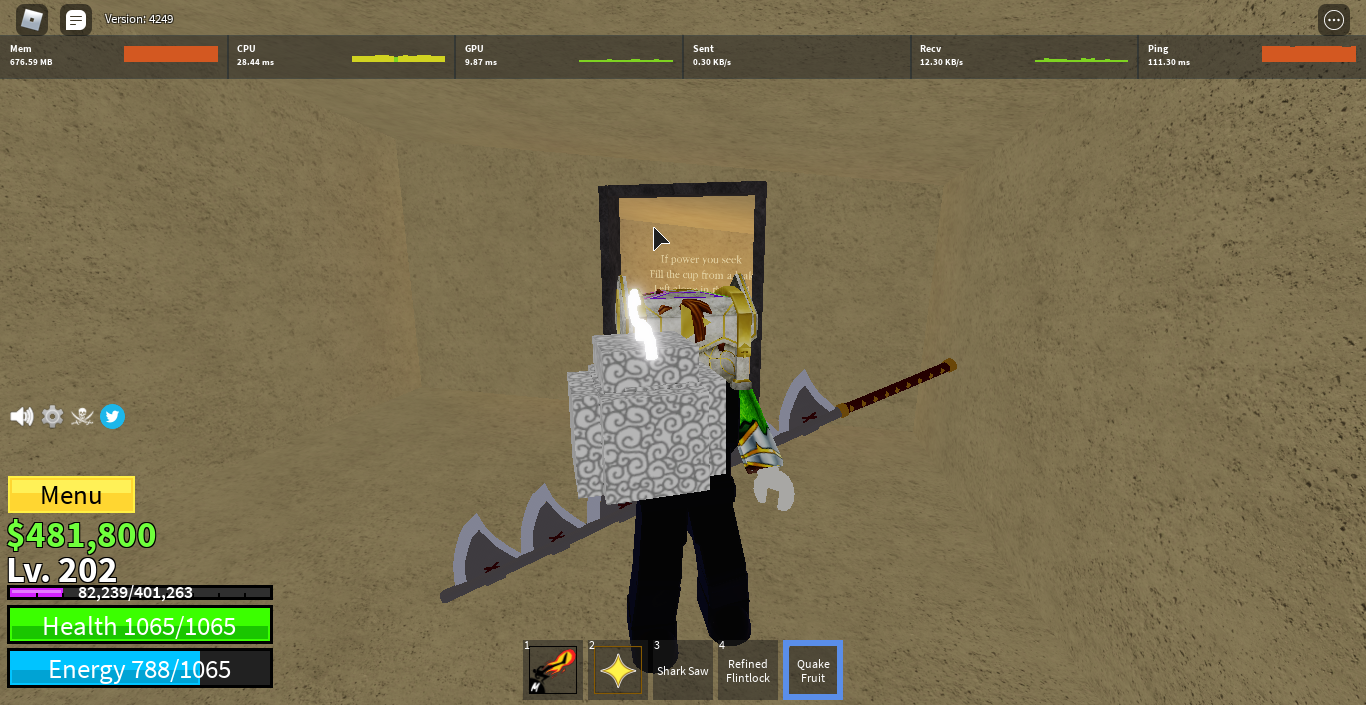 Version: 4249
Mem
676.59 MB
CPU
28.44 ms
GPU
9.87 ms
Sent
0.30 KB/s
Recv
12.30 KB/s
Ping
111.30 ms
If power you seek
Fill the cup from a
Menu
$481,800
Lv. 202
82,239/401,263
Health 1065/1065
Energy 788/1065
1
2
3
Shark Saw
4
Refined
Flintlock
Quake
Fruit